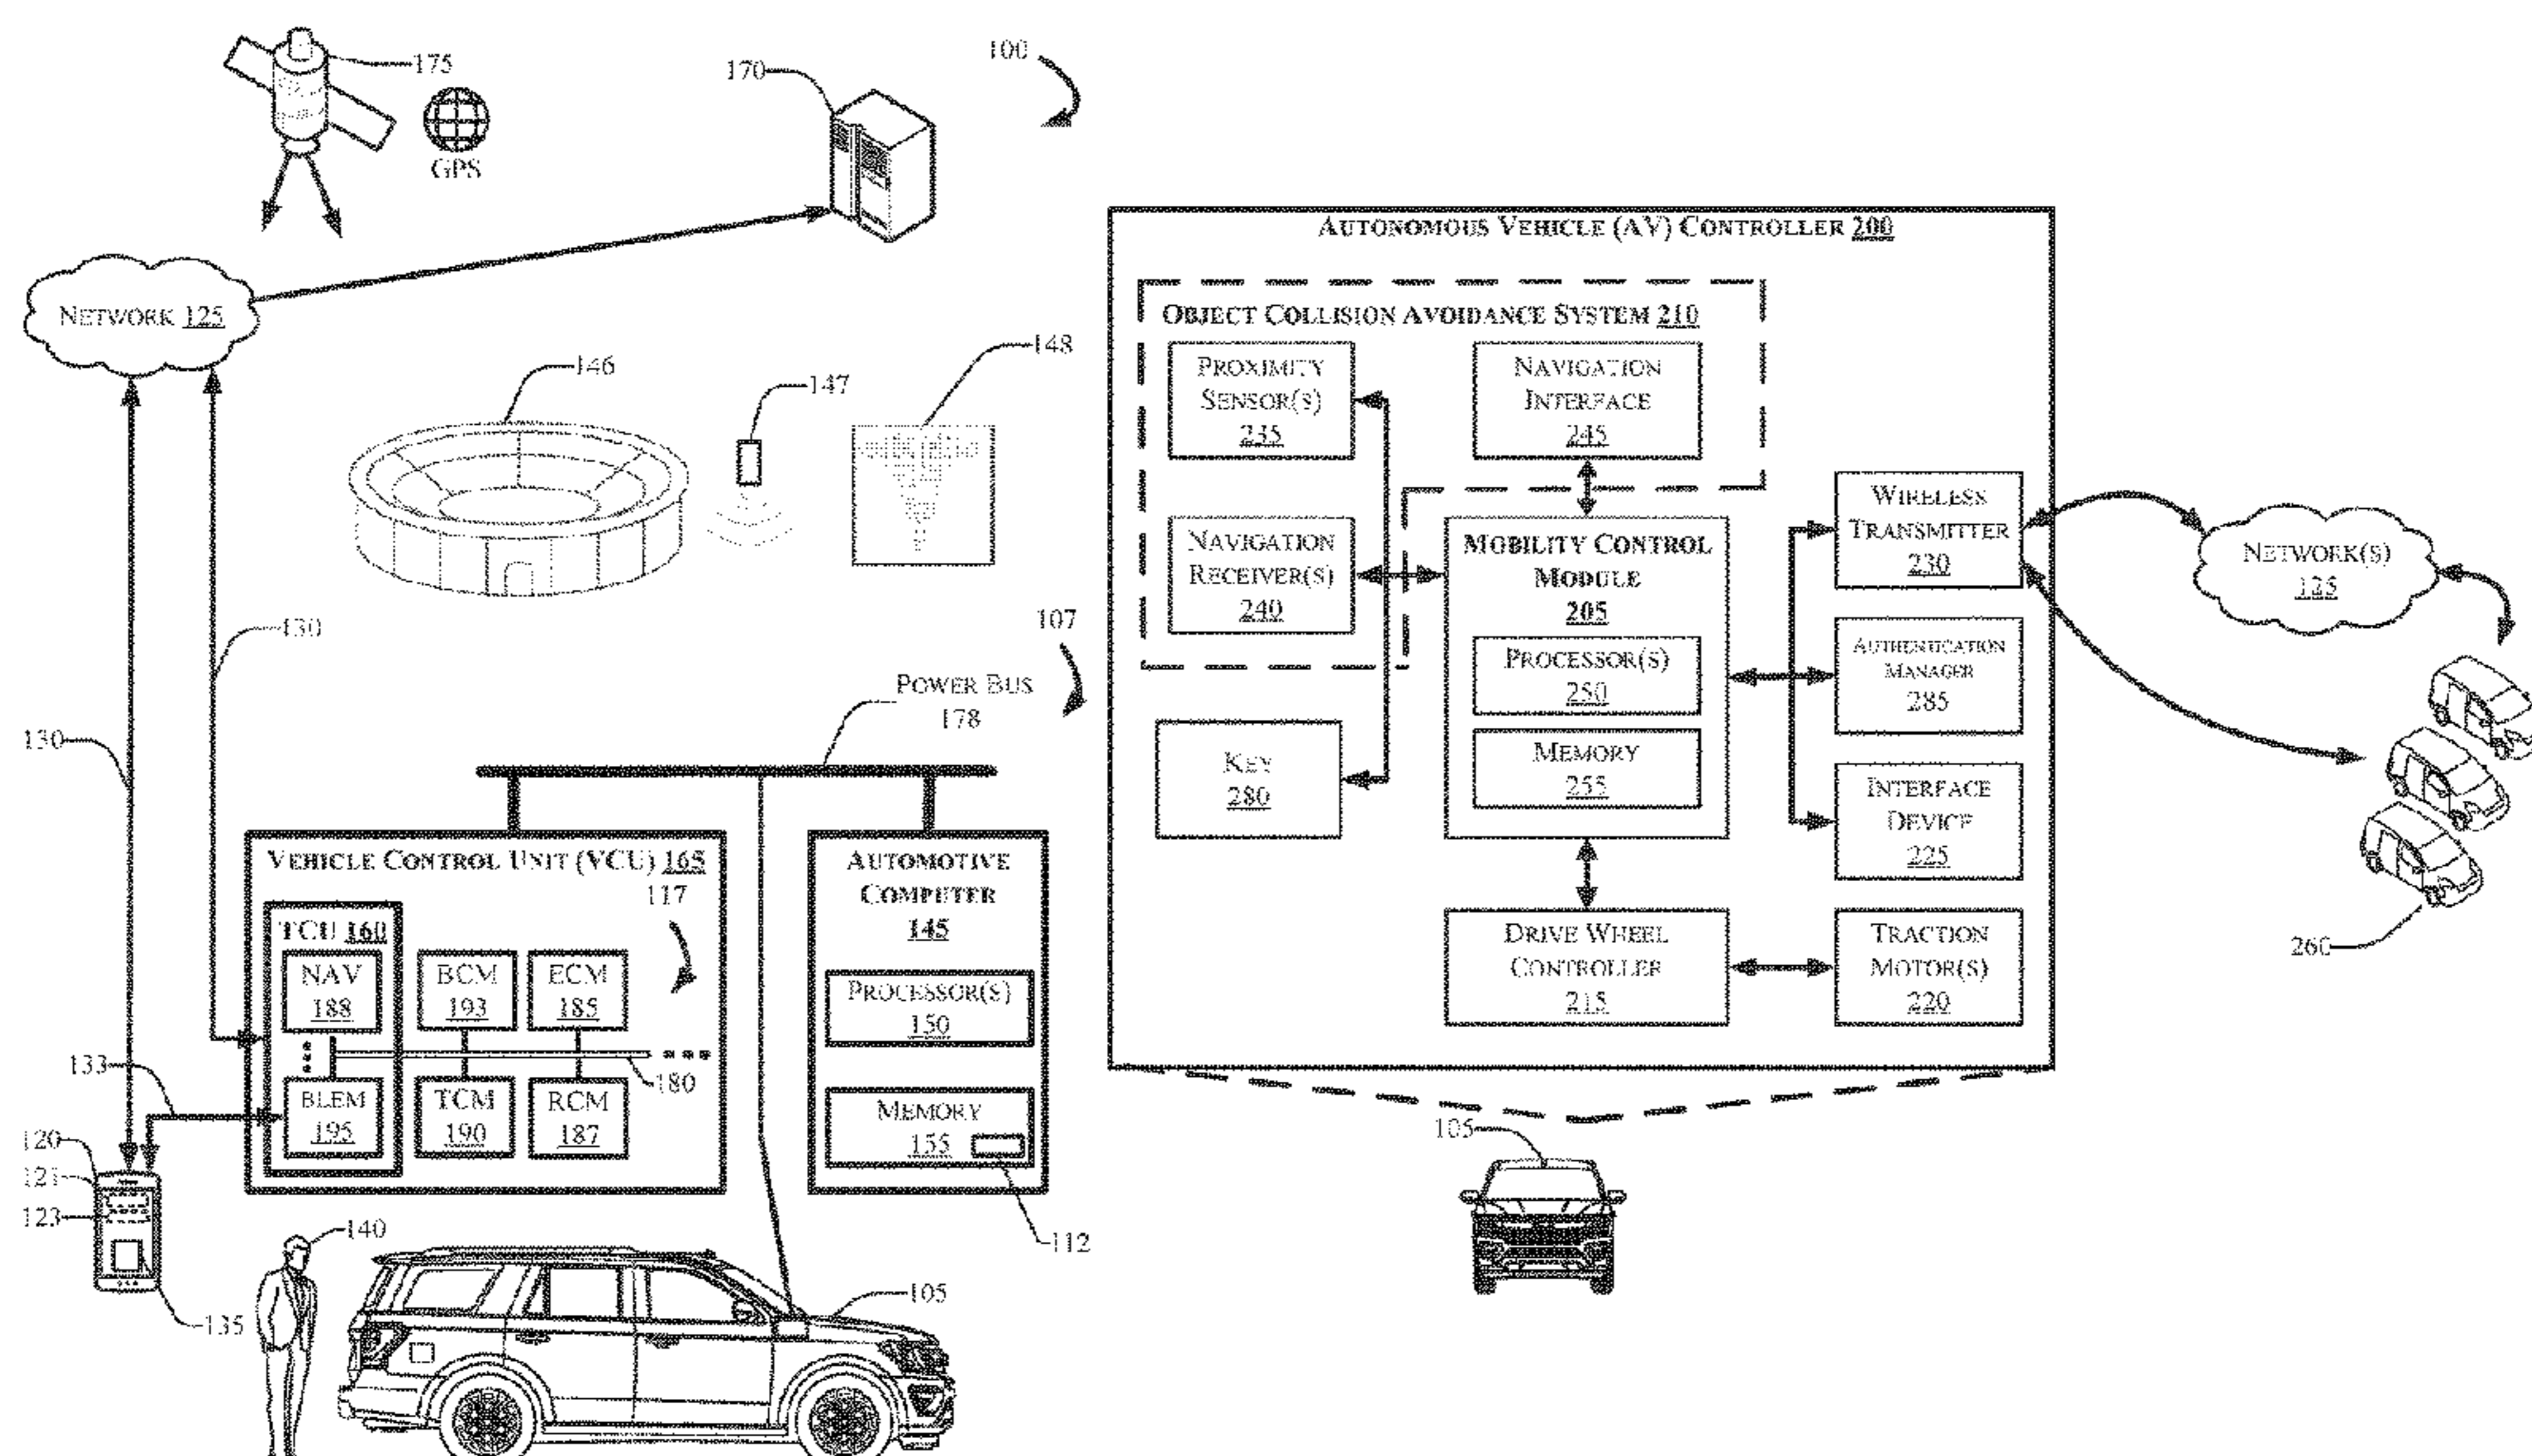 175
GPS
170
100
NETWORK 125
146
147
148
130
130
107
POWER BUS
178
VEHICLE CONTROL UNIT (VCU) 165
117
TCU 160
NAV
188
BCM
193
ECM
185
180
BLEM
195
TCM
190
RCM
187
AUTOMOTIVE
COMPUTER
145
PROCESSOR(S)
150
MEMORY
155
112
133
120
121
123
135
140
105
AUTONOMOUS VEHICLE (AV) CONTROLLER 200
OBJECT COLLISION AVOIDANCE SYSTEM 210
PROXIMITY
SENSOR(S)
235
NAVIGATION
INTERFACE
245
NAVIGATION
RECEIVER(S)
240
MOBILITY CONTROL
MODULE
205
PROCESSOR(S)
250
MEMORY
255
KEY
280
WIRELESS
TRANSMITTER
230
AUTHENTICATION
MANAGER
285
INTERFACE
DEVICE
225
DRIVE WHEEL
CONTROLLER
215
TRACTION
MOTOR(S)
220
NETWORK(S)
125
260
105